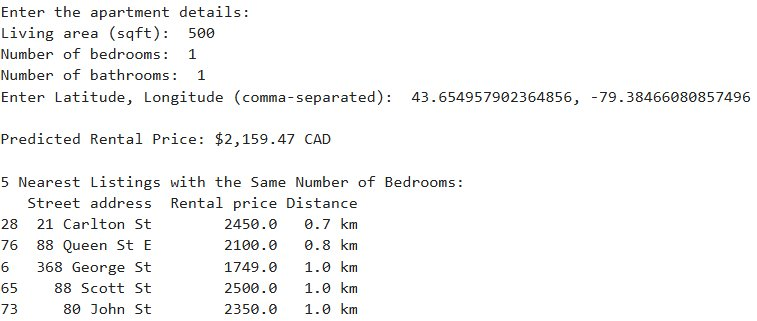 Enter the apartment details:
Living area (sqft):  500
Number of bedrooms:  1
Number of bathrooms:  1
Enter Latitude, Longitude (comma-separated):  43.654957902364856, -79.38466080857496

Predicted Rental Price: $2,159.47 CAD

5 Nearest Listings with the Same Number of Bedrooms:
   Street address  Rental price Distance
28  21 Carlton St        2450.0   0.7 km
76  88 Queen St E        2100.0   0.8 km
6   368 George St        1749.0   1.0 km
65    88 Scott St        2500.0   1.0 km
73     80 John St        2350.0   1.0 km